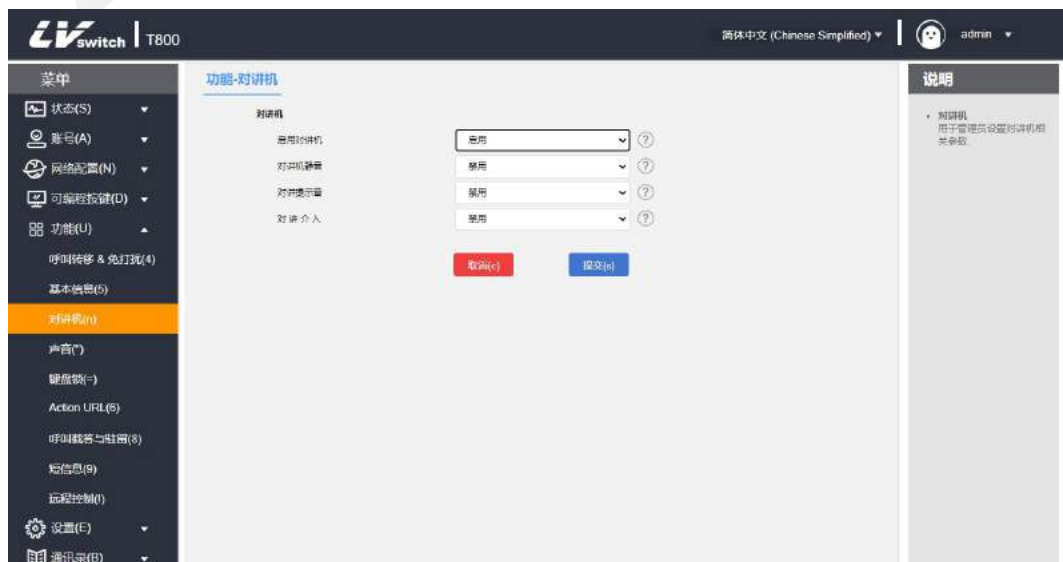 LVswitch T800
简体中文 (Chinese Simplified)
admin
菜单
状态(S)
账号(A)
网络配置(N)
可编程按键(D)
功能(U)
呼叫转移 & 免打扰(4)
基本信息(5)
对讲机(n)
声音(")
键盘锁(=)
Action URL(6)
呼叫截答与驻留(8)
短信息(9)
远程控制(!)
设置(E)
通讯录(B)
功能-对讲机
对讲机
启用对讲机 启用
对讲机静音 禁用
对讲提示音 禁用
对讲介入 禁用
取消(c) 提交(s)
说明
对讲机
用于管理员设置对讲机相
关参数.